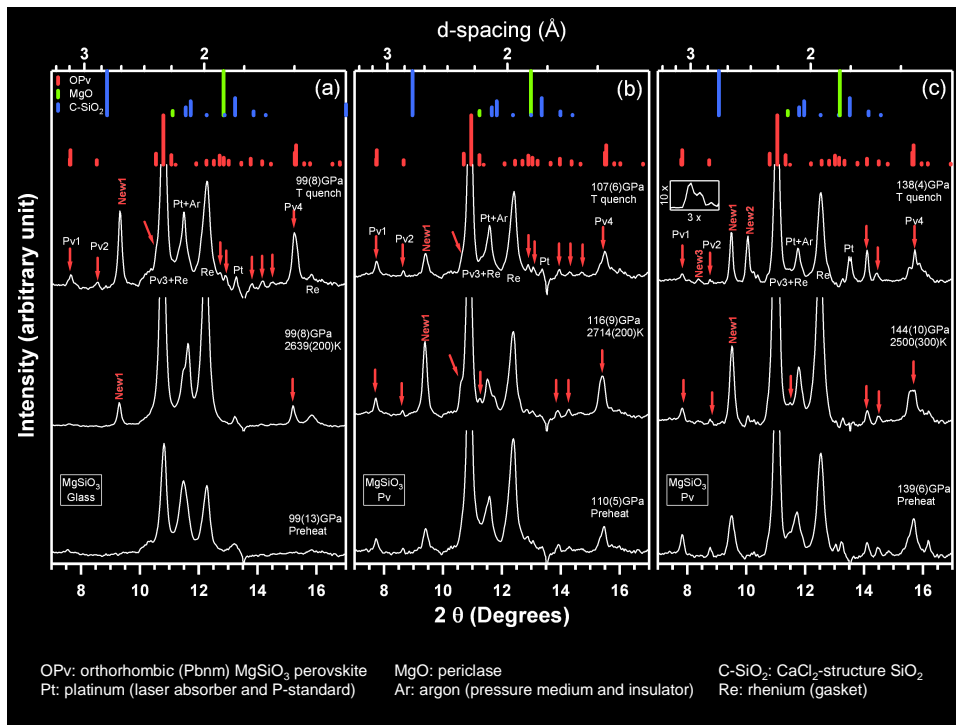 d-spacing (Å)
3 2 3 2 3 2
OPv
MgO
C-SiO₂
(a) (b) (c)
99(8)GPa
T quench
New1
Pt+Ar
Pv4
Pv1
Pv2
Pv3+Re
Re
Pt
Re
99(8)GPa
2639(200)K
New1
MgSiO₃
Glass
99(13)GPa
Preheat
107(6)GPa
T quench
Pt+Ar
Pv4
Pv1
Pv2
New1
Pv3+Re
Re
Pt
116(9)GPa
2714(200)K
New1
MgSiO₃
Pv
110(5)GPa
Preheat
10 x
3 x
138(4)GPa
T quench
New1
New2
Pv4
Pv1
New3
Pv2
Pt+Ar
Pt
Pv3+Re
Re
144(10)GPa
2500(300)K
New1
MgSiO₃
Pv
139(6)GPa
Preheat
Intensity (arbitrary unit)
8 10 12 14 16 8 10 12 14 16 8 10 12 14 16
2 θ (Degrees)
OPv: orthorhombic (Pbnm) MgSiO₃ perovskite MgO: periclase C-SiO₂: CaCl₂-structure SiO₂
Pt: platinum (laser absorber and P-standard) Ar: argon (pressure medium and insulator) Re: rhenium (gasket)